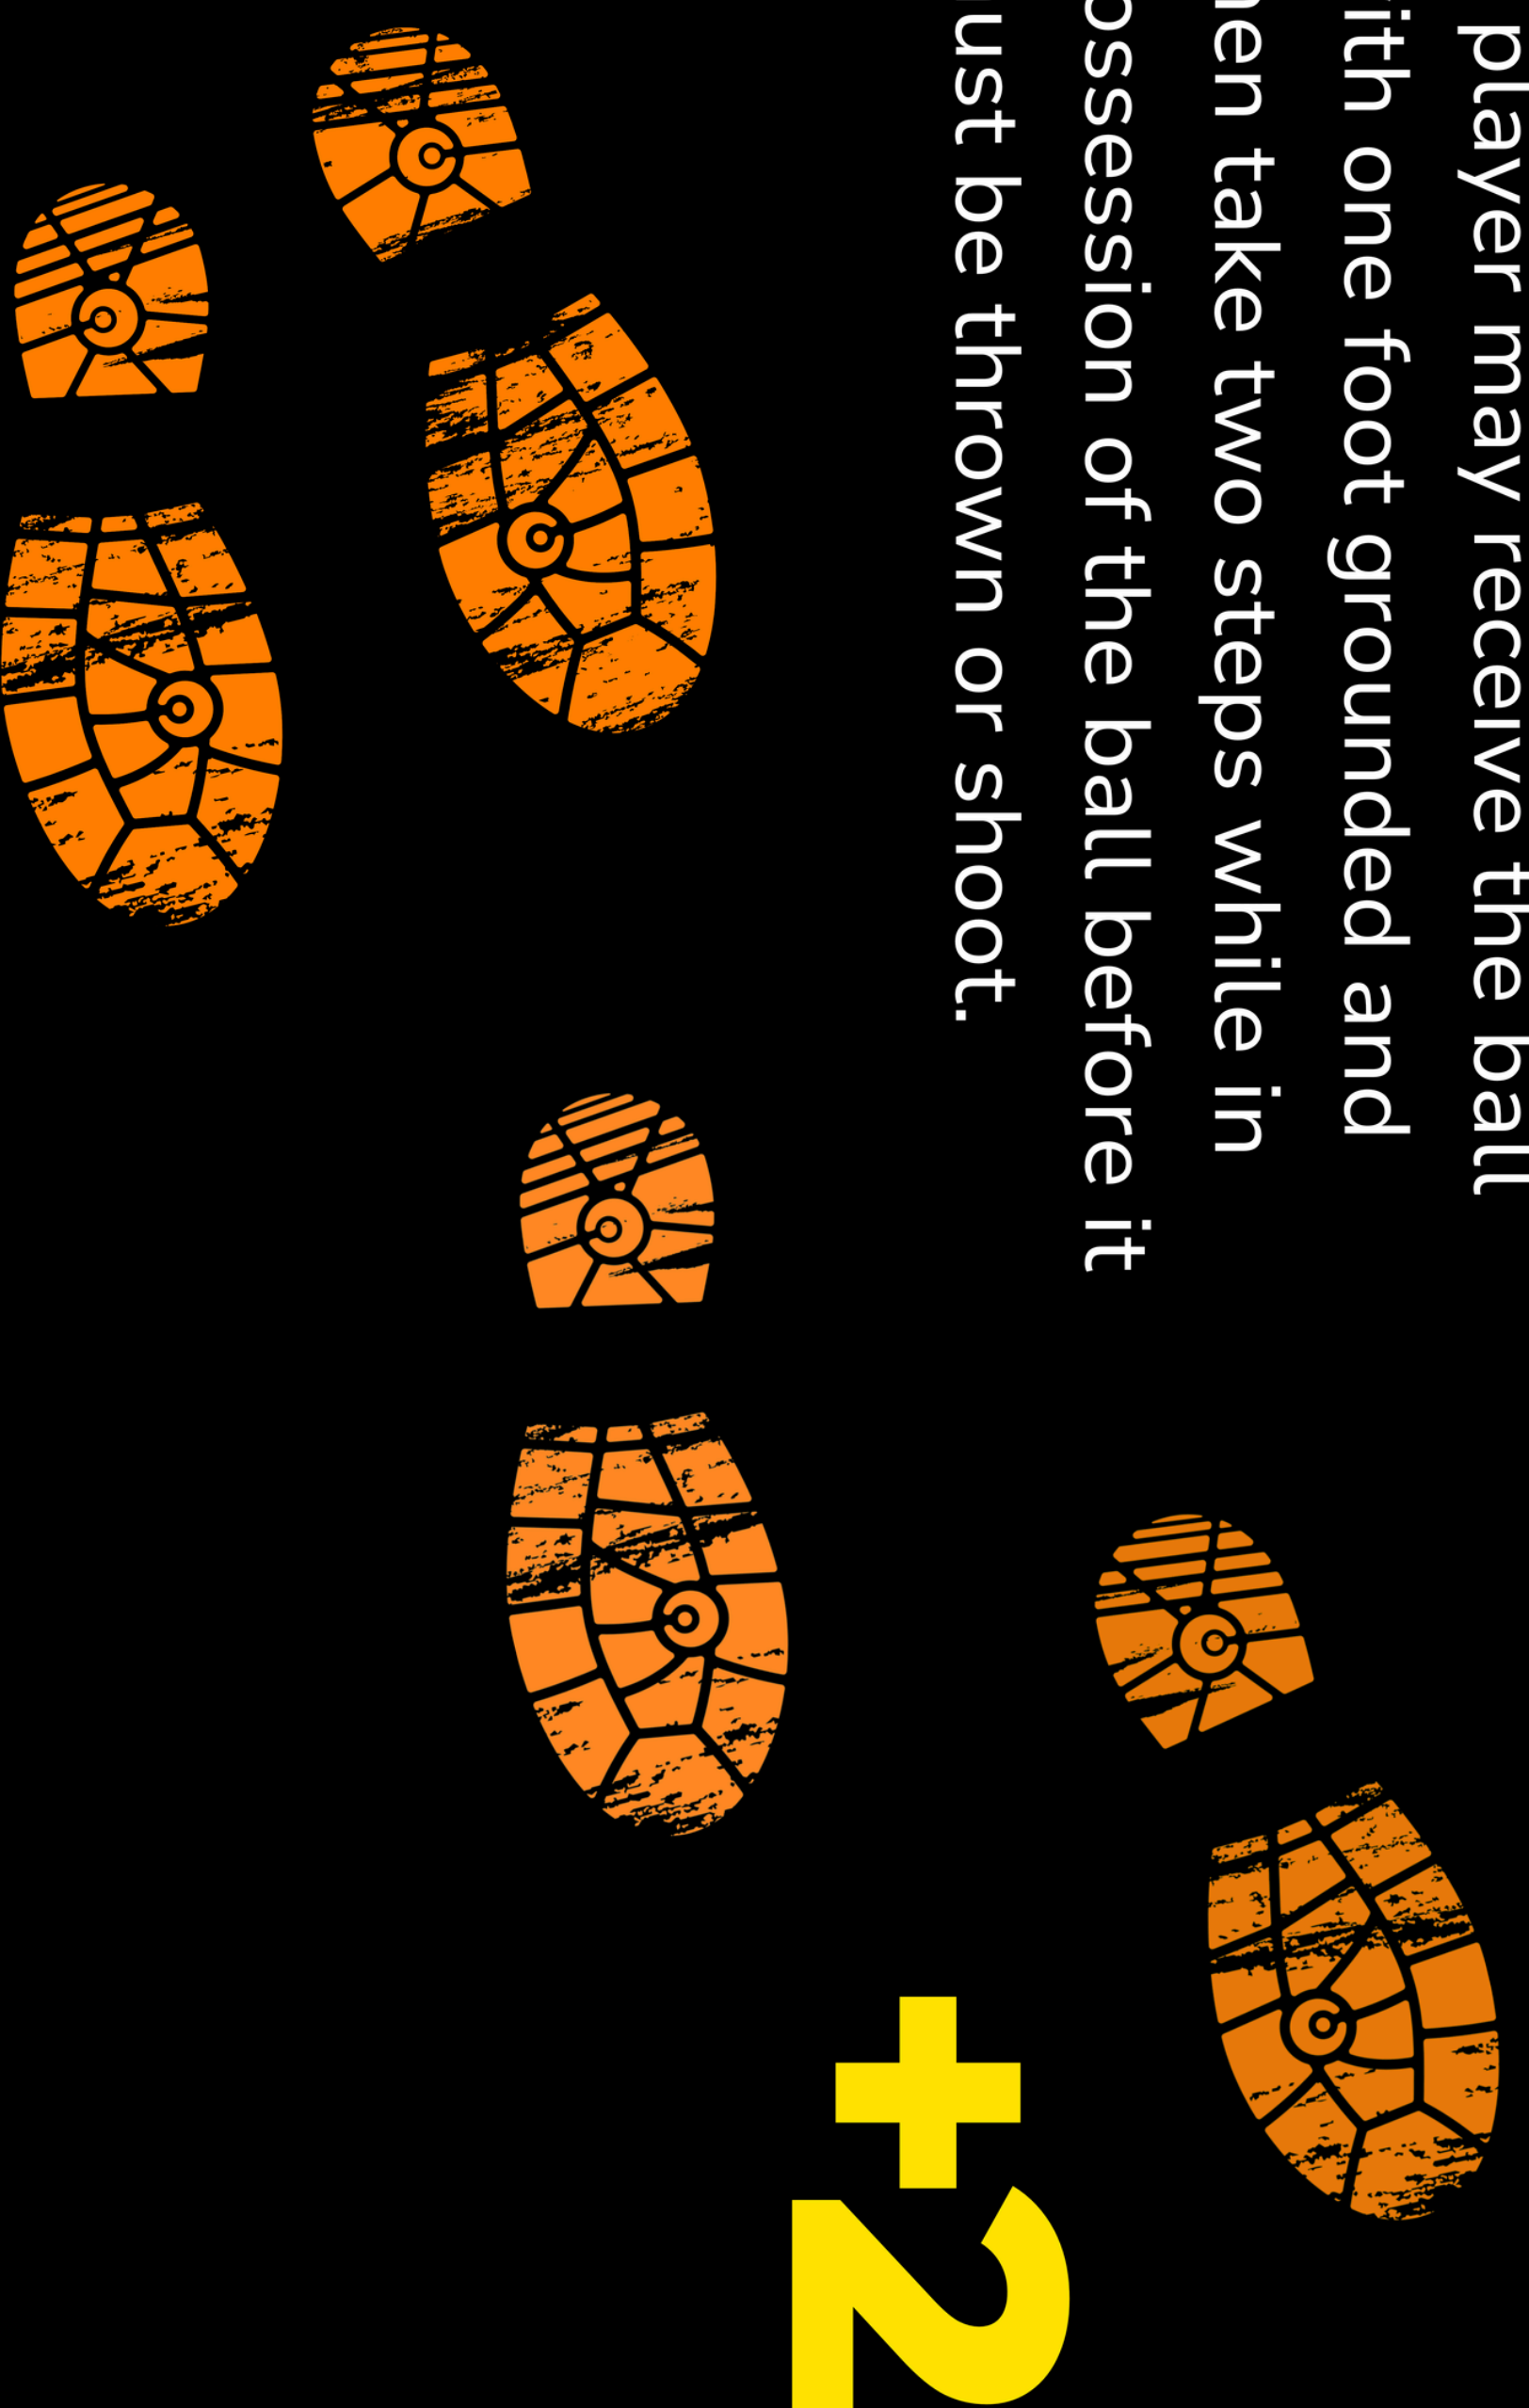 player may receive the ball
ith one foot grounded and
en take two steps while in
ossession of the ball before it
ust be thrown or shoot.
+2